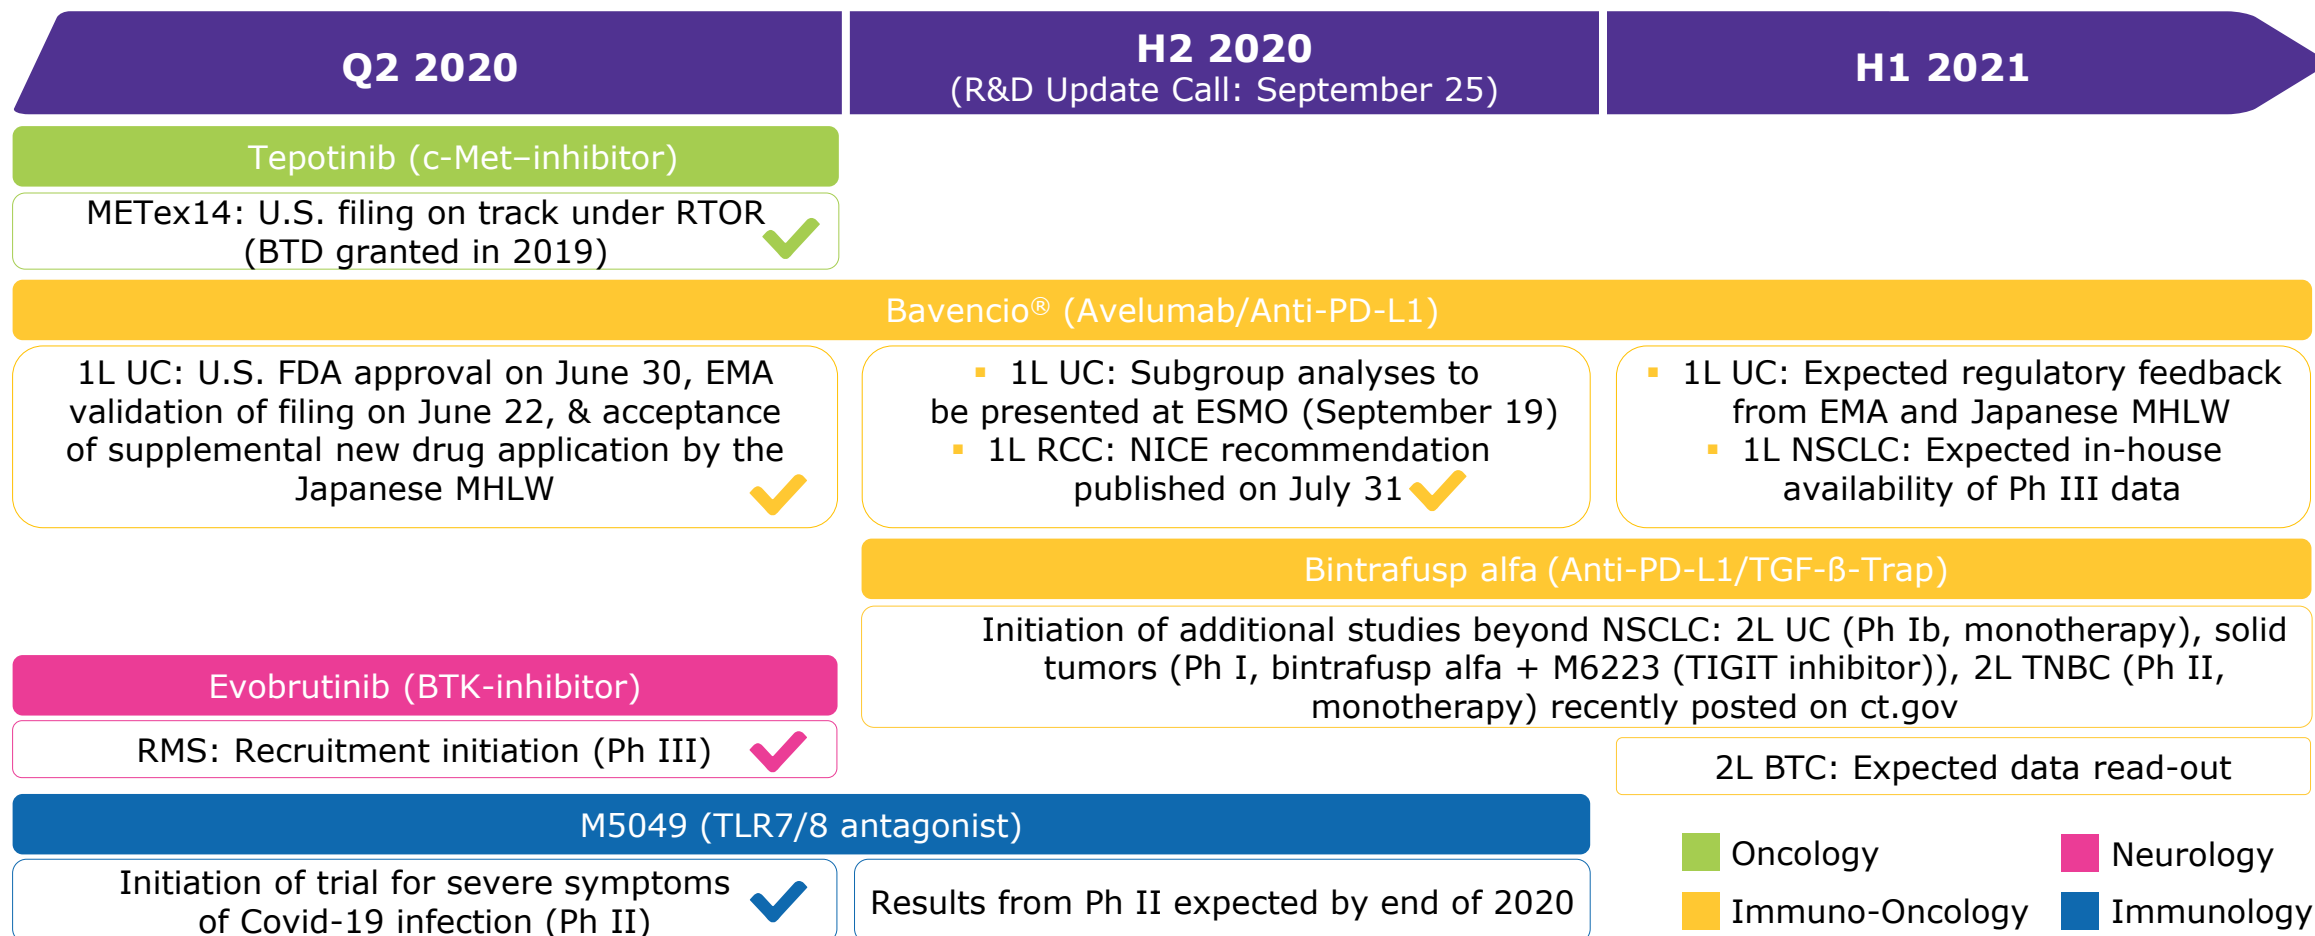 Q2 2020
H2 2020
(R&D Update Call: September 25)
H1 2021
Tepotinib (c-Met–inhibitor)
METex14: U.S. filing on track under RTOR
(BTD granted in 2019)
Bavencio® (Avelumab/Anti-PD-L1)
1L UC: U.S. FDA approval on June 30, EMA
validation of filing on June 22, & acceptance
of supplemental new drug application by the
Japanese MHLW
▪ 1L UC: Subgroup analyses to
be presented at ESMO (September 19)
▪ 1L RCC: NICE recommendation
published on July 31
▪ 1L UC: Expected regulatory feedback
from EMA and Japanese MHLW
▪ 1L NSCLC: Expected in-house
availability of Ph III data
Bintrafusp alfa (Anti-PD-L1/TGF-ß-Trap)
Initiation of additional studies beyond NSCLC: 2L UC (Ph Ib, monotherapy), solid
tumors (Ph I, bintrafusp alfa + M6223 (TIGIT inhibitor)), 2L TNBC (Ph II,
monotherapy) recently posted on ct.gov
Evobrutinib (BTK-inhibitor)
RMS: Recruitment initiation (Ph III)
2L BTC: Expected data read-out
M5049 (TLR7/8 antagonist)
Initiation of trial for severe symptoms
of Covid-19 infection (Ph II)
Results from Ph II expected by end of 2020
Oncology
Neurology
Immuno-Oncology
Immunology